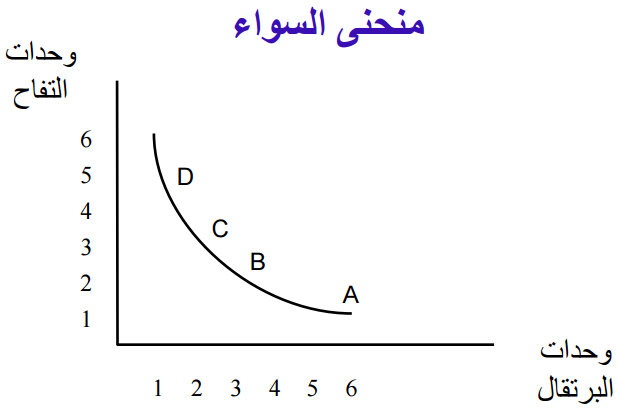 منحنى السواء
وحدات
التفاح
6
5
4
3
2
1
D
C
B
A
وحدات
البرتقال
1 2 3 4 5 6